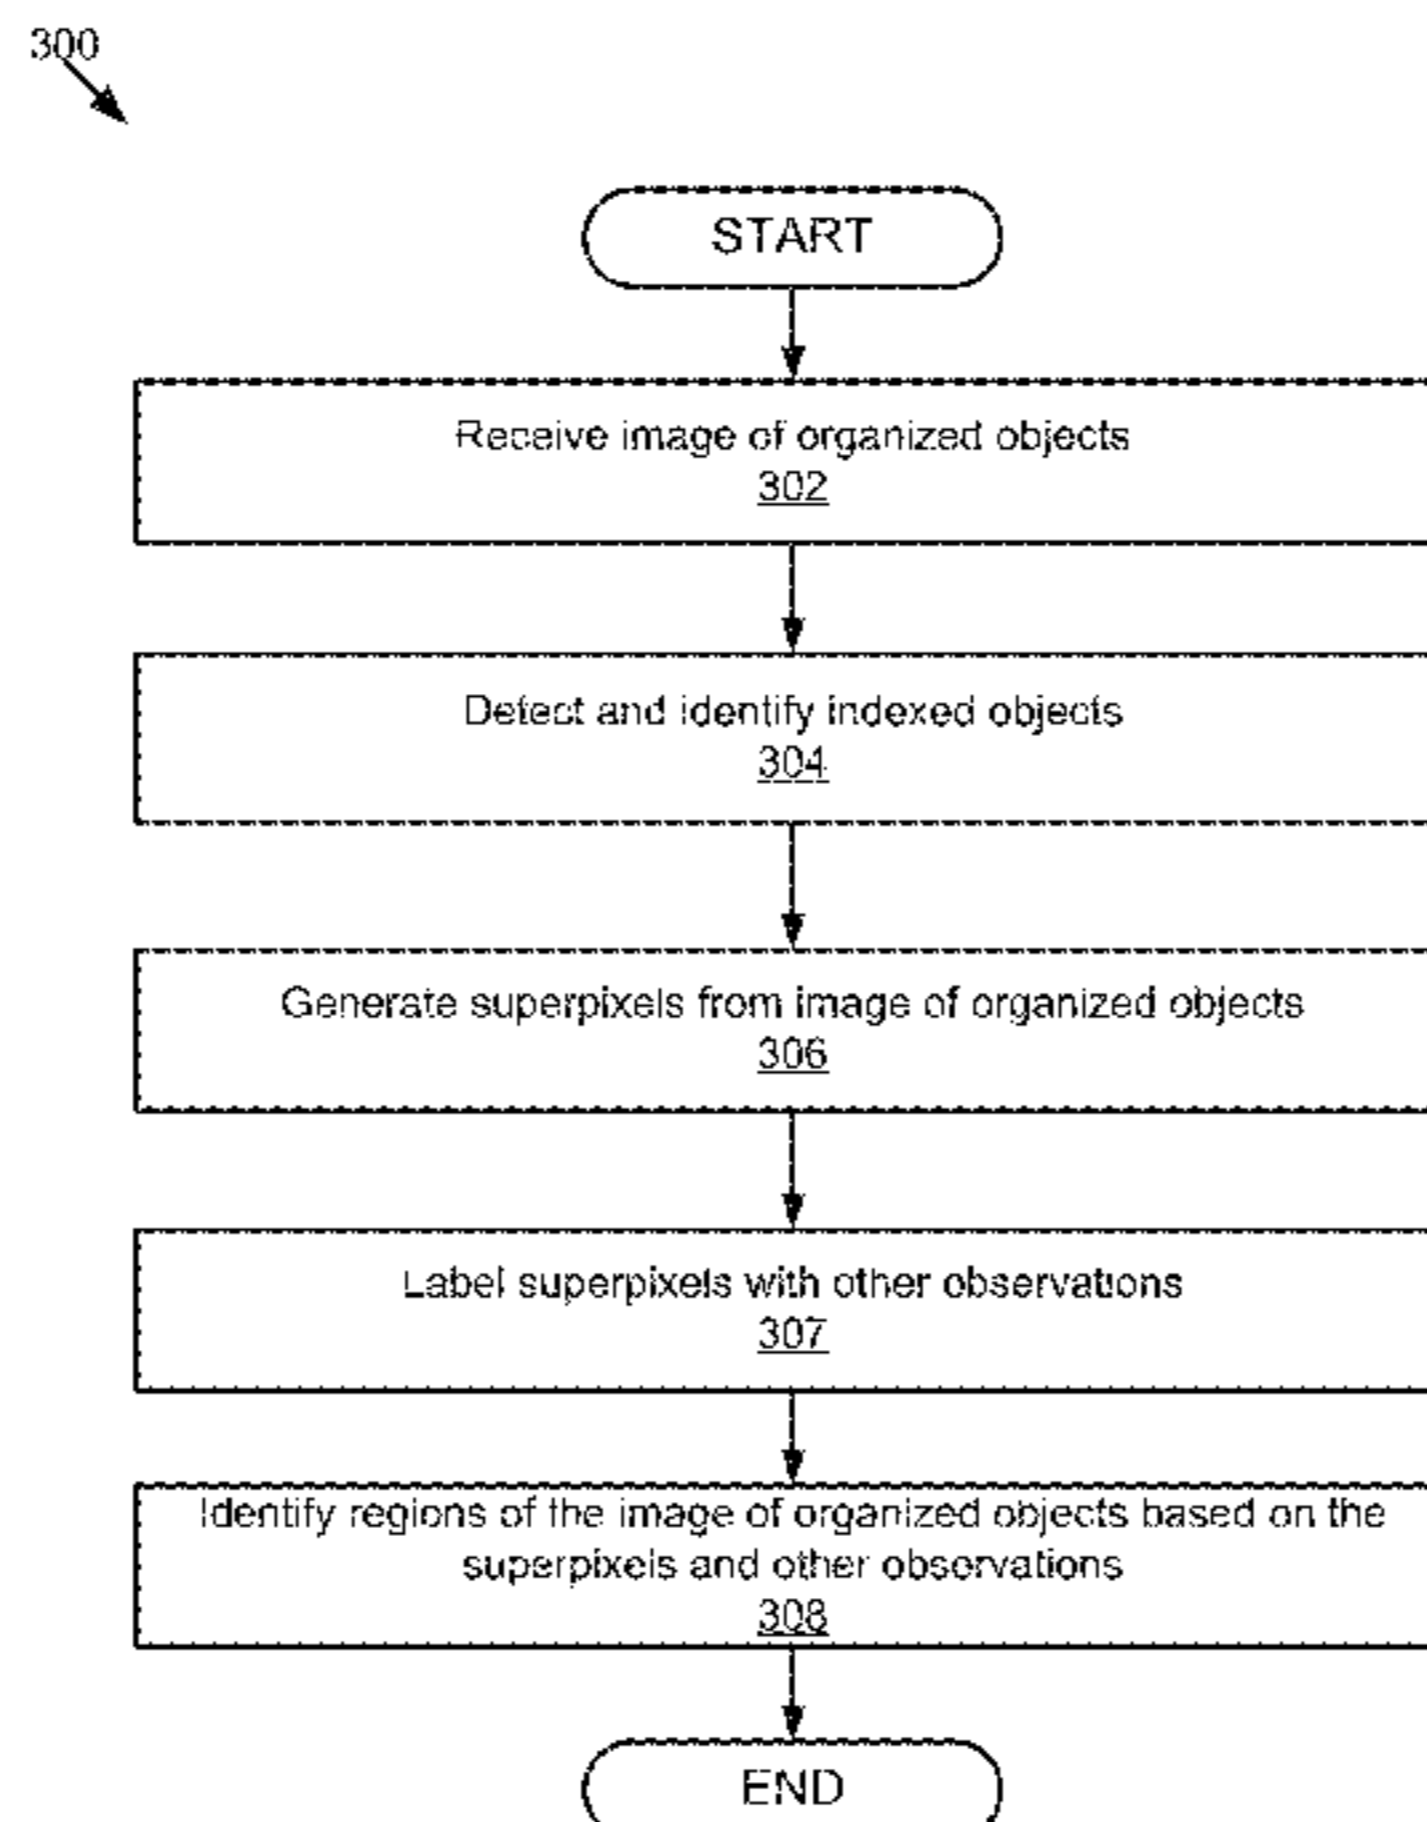 300
START
Receive image of organized objects
302
Detect and identify indexed objects
304
Generate superpixels from image of organized objects
306
Label superpixels with other observations
307
Identify regions of the image of organized objects based on the
superpixels and other observations
308
END